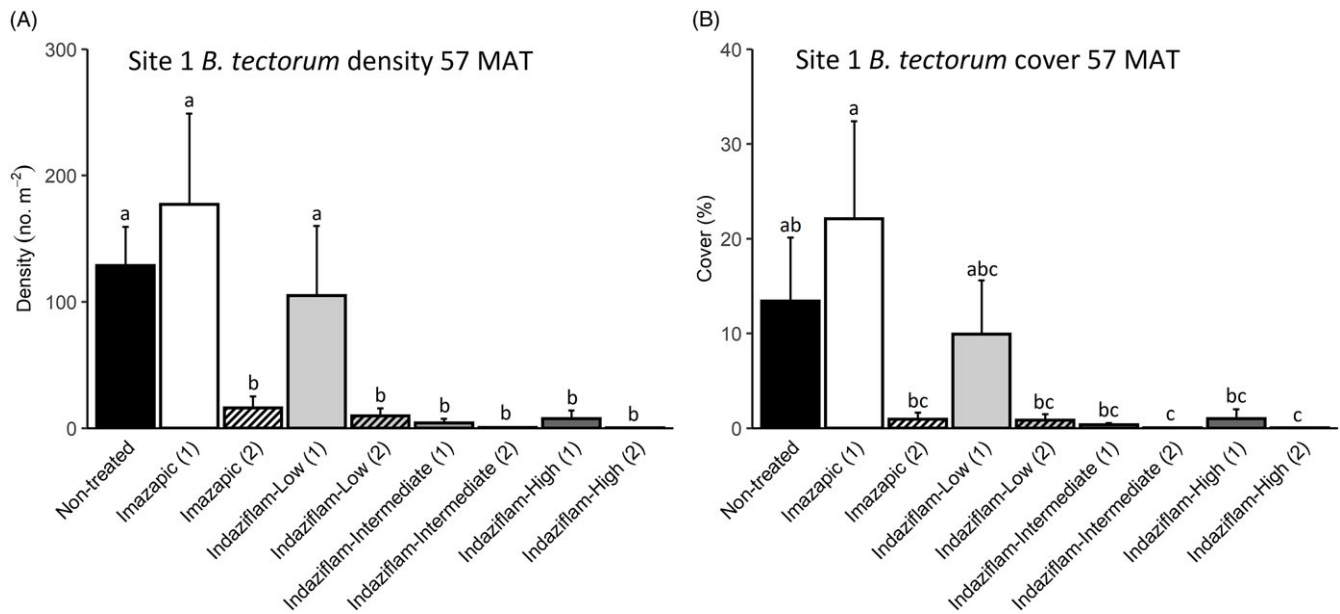 (A)
Site 1 B. tectorum density 57 MAT
300
200
100
0
Density (no. m⁻²)
a
a
b
a
b
b
b
b
b
Non-treated
Imazapic (1)
Imazapic (2)
Indaziflam-Low (1)
Indaziflam-Low (2)
Indaziflam-Intermediate (1)
Indaziflam-Intermediate (2)
Indaziflam-High (1)
Indaziflam-High (2)
(B)
Site 1 B. tectorum cover 57 MAT
40
30
20
10
0
Cover (%)
ab
a
bc
abc
bc
bc
c
bc
c
Non-treated
Imazapic (1)
Imazapic (2)
Indaziflam-Low (1)
Indaziflam-Low (2)
Indaziflam-Intermediate (1)
Indaziflam-Intermediate (2)
Indaziflam-High (1)
Indaziflam-High (2)